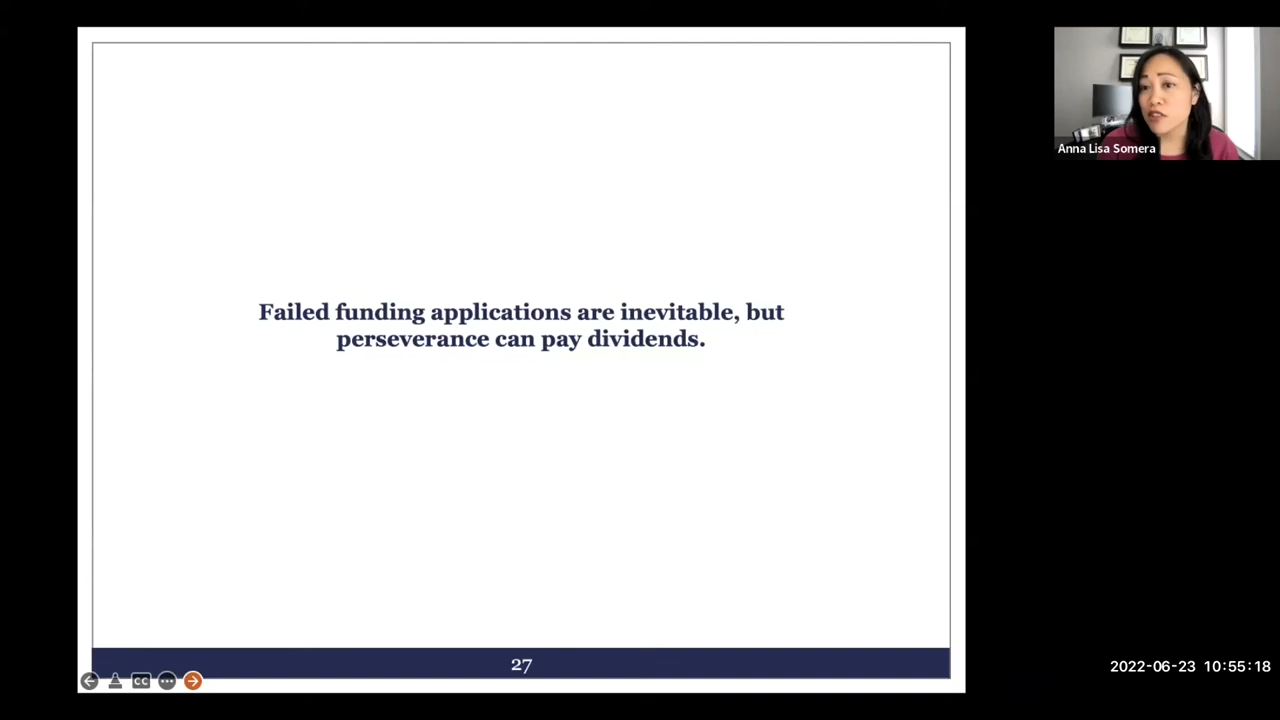 Failed funding applications are inevitable, but
perseverance can pay dividends.
27
CC
Anna Lisa Somera
2022-06-23 10:55:18